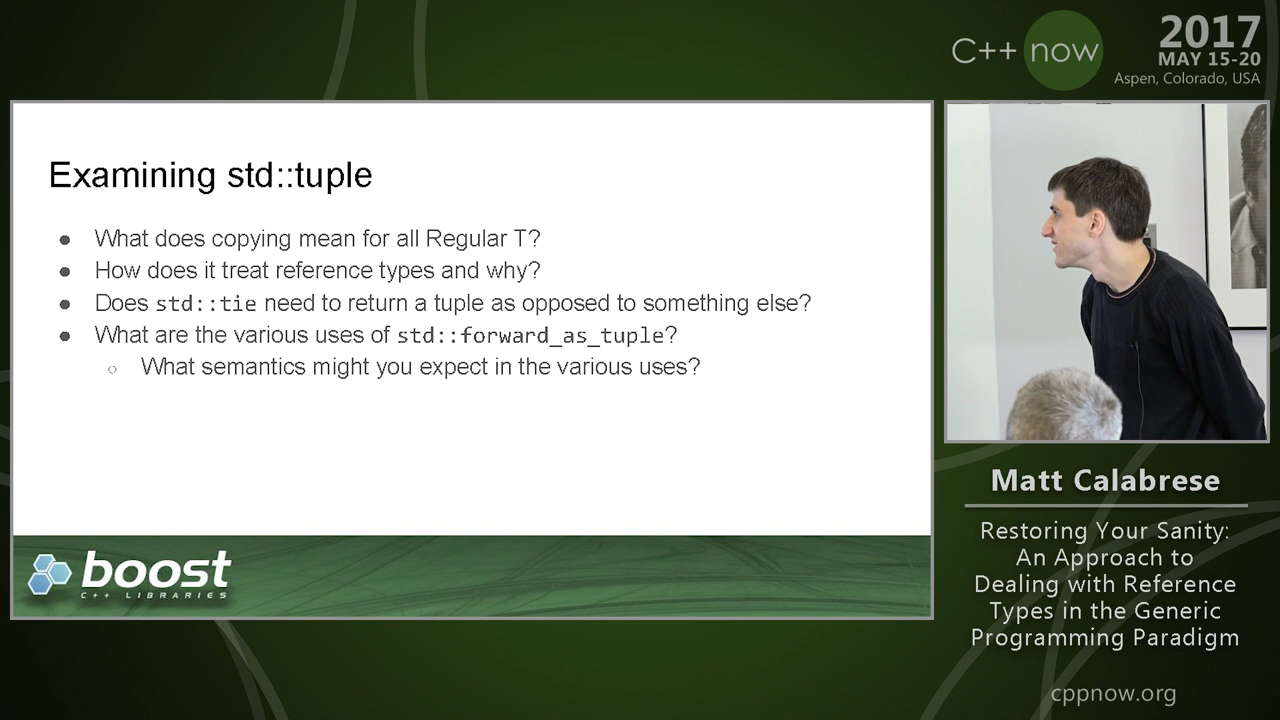 C++ now
2017
MAY 15-20
Aspen, Colorado, USA
Examining std::tuple
● What does copying mean for all Regular T?
● How does it treat reference types and why?
● Does std::tie need to return a tuple as opposed to something else?
● What are the various uses of std::forward_as_tuple?
○ What semantics might you expect in the various uses?
boost
C++ LIBRARIES
Matt Calabrese
Restoring Your Sanity:
An Approach to
Dealing with Reference
Types in the Generic
Programming Paradigm
cppnow.org